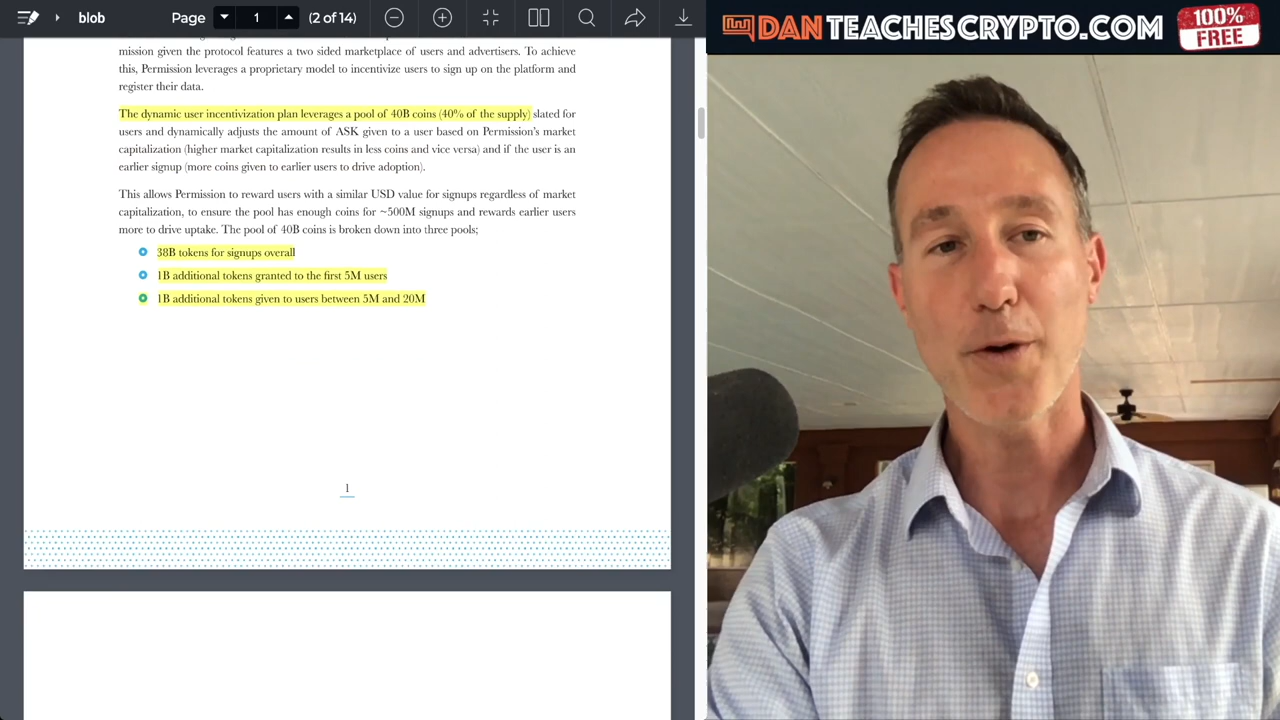 blob
Page 1 (2 of 14)
DANTEACHESCRYPTO.COM
100%
FREE
mission given the protocol features a two sided marketplace of users and advertisers. To achieve
this, Permission leverages a proprietary model to incentivize users to sign up on the platform and
register their data.
The dynamic user incentivization plan leverages a pool of 40B coins (40% of the supply) slated for
users and dynamically adjusts the amount of ASK given to a user based on Permission's market
capitalization (higher market capitalization results in less coins and vice versa) and if the user is an
earlier signup (more coins given to earlier users to drive adoption).
This allows Permission to reward users with a similar USD value for signups regardless of market
capitalization, to ensure the pool has enough coins for ~500M signups and rewards earlier users
more to drive uptake. The pool of 40B coins is broken down into three pools;
38B tokens for signups overall
1B additional tokens granted to the first 5M users
1B additional tokens given to users between 5M and 20M
1